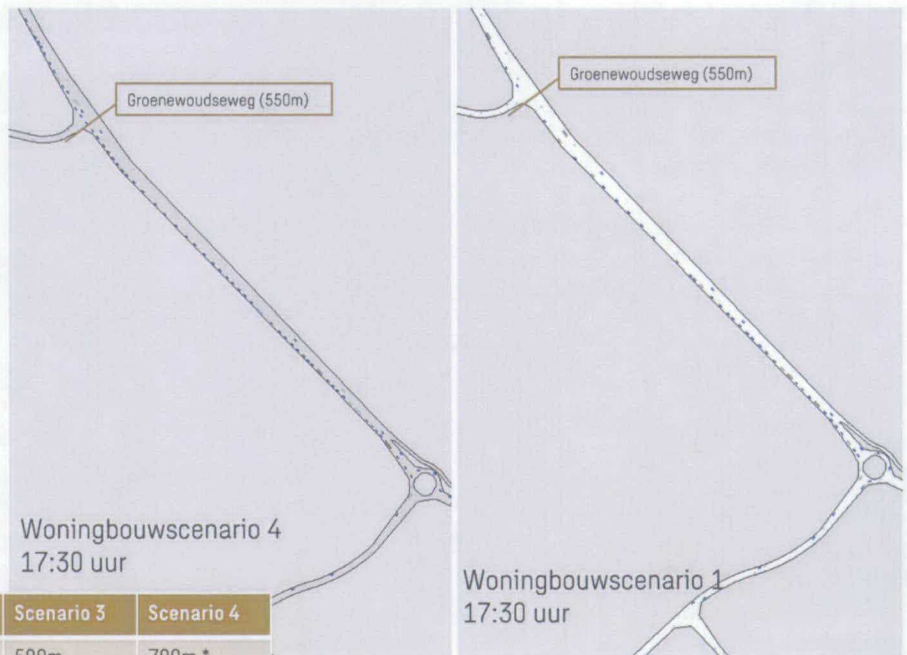 Groenewoudseweg (550m)
Groenewoudseweg (550m)
Woningbouwscenario 4
17:30 uur
Woningbouwscenario 1
17:30 uur
Scenario 3 Scenario 4